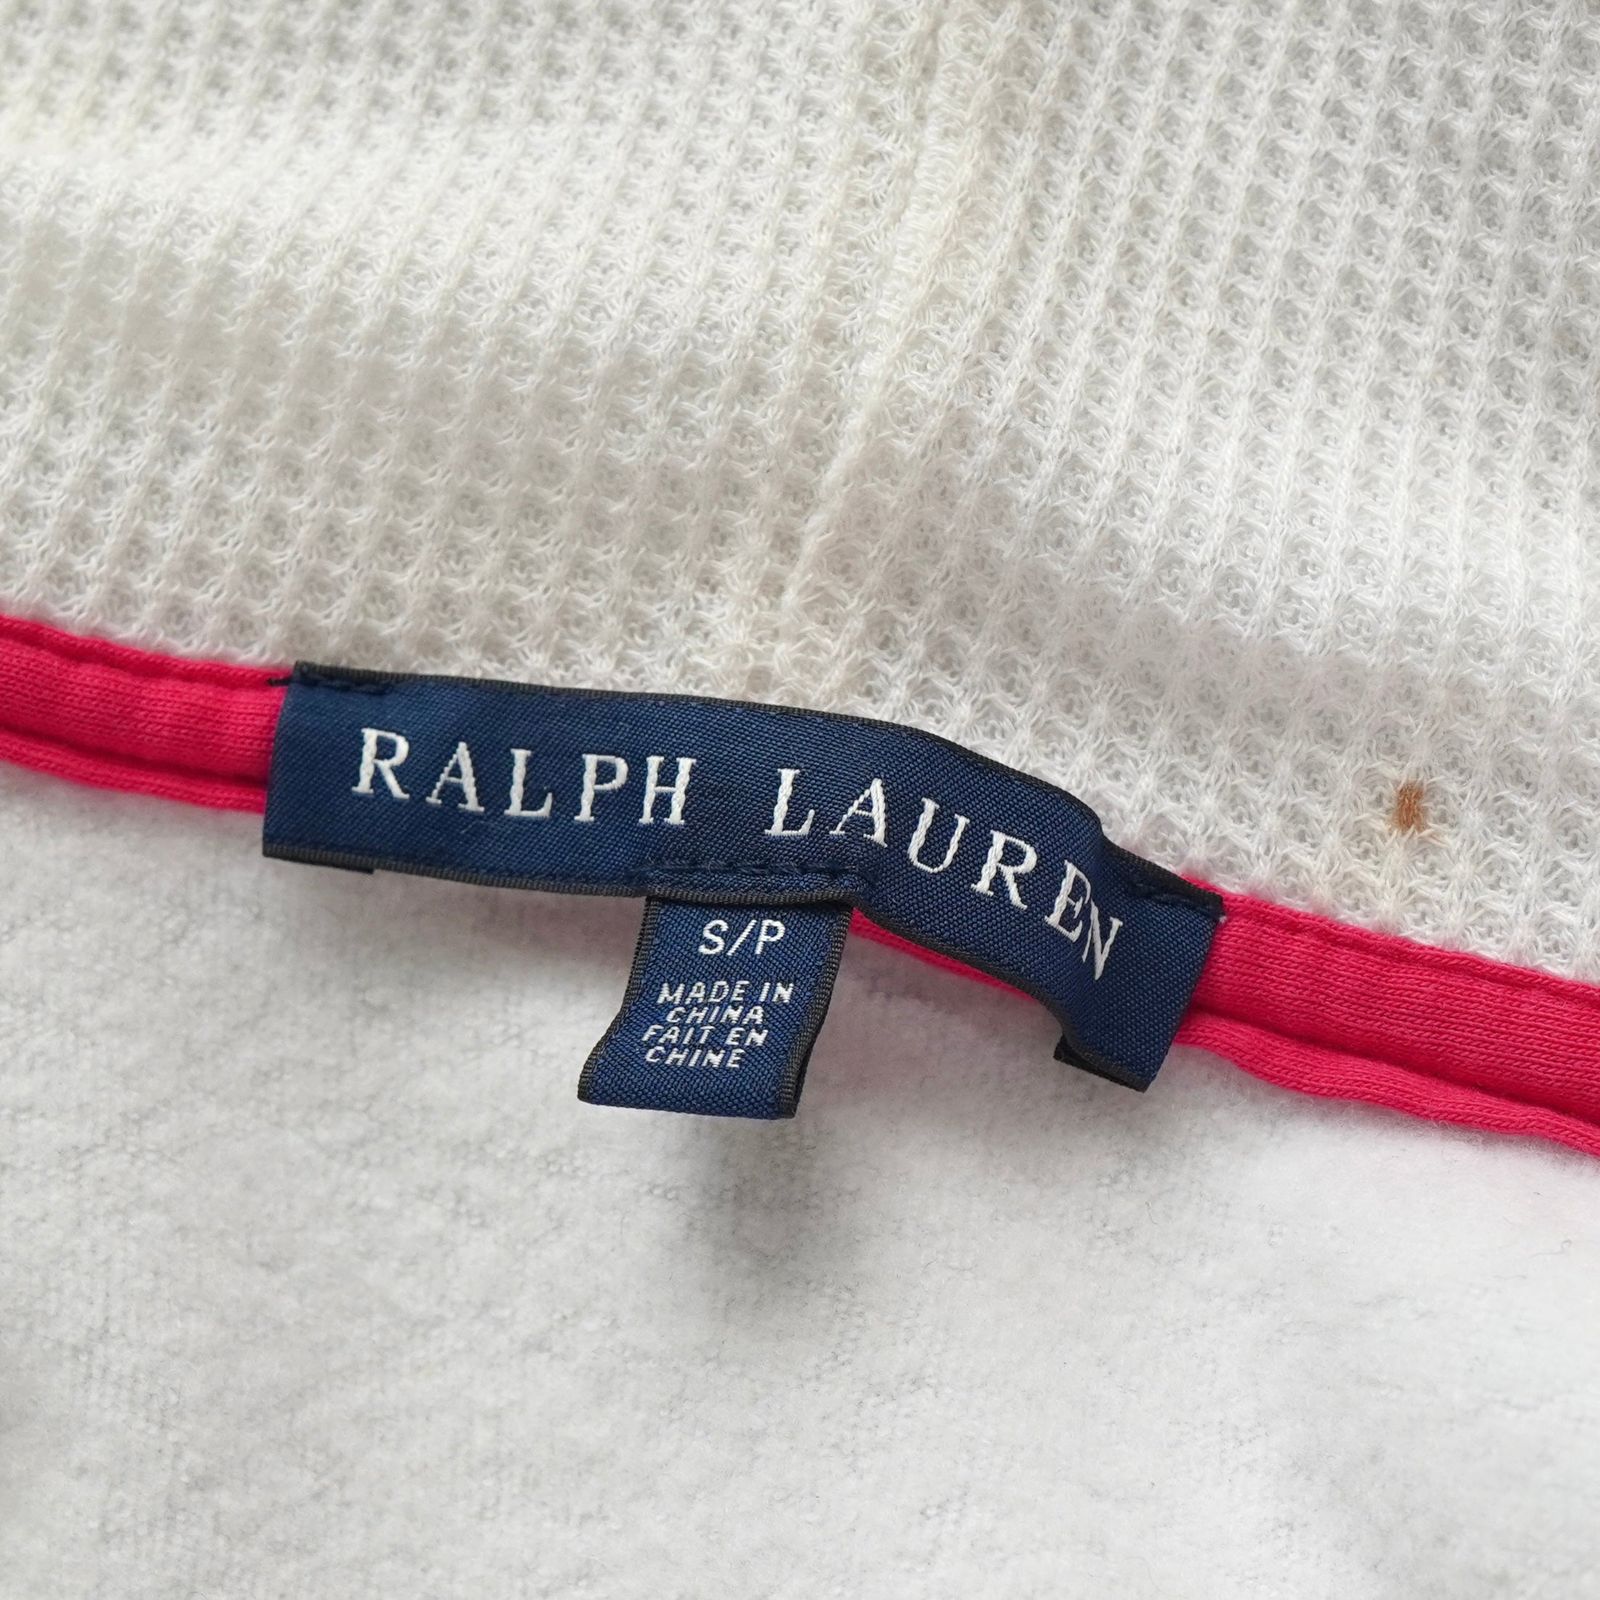 RALPH LAUREN
S/P
MADE IN
CHINA
FAIT EN
CHINE